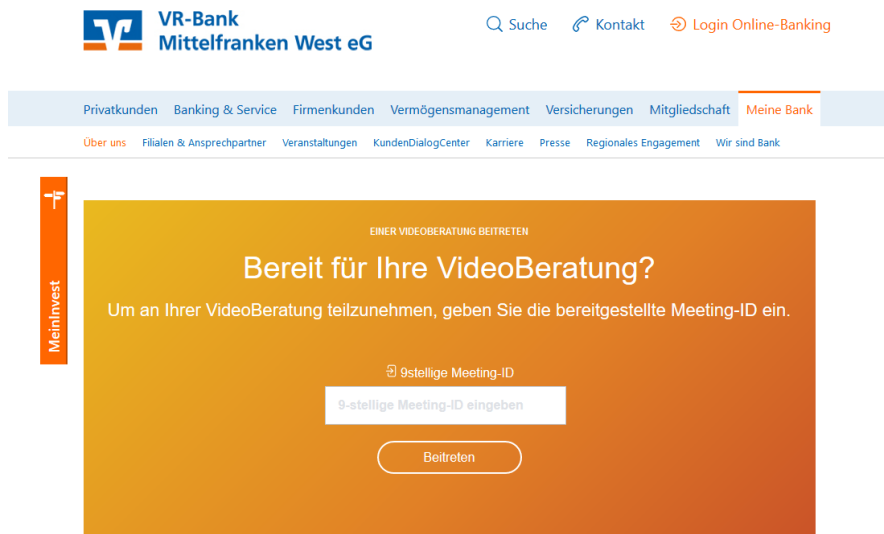 VR-Bank
Mittelfranken West eG
Suche Kontakt Login Online-Banking
Privatkunden Banking & Service Firmenkunden Vermögensmanagement Versicherungen Mitgliedschaft Meine Bank
Über uns Filialen & Ansprechpartner Veranstaltungen KundenDialogCenter Karriere Presse Regionales Engagement Wir sind Bank
MeinInvest
EINER VIDEOBERATUNG BEITRETEN
Bereit für Ihre VideoBeratung?
Um an Ihrer VideoBeratung teilzunehmen, geben Sie die bereitgestellte Meeting-ID ein.
9stellige Meeting-ID
9-stellige Meeting-ID eingeben
Beitreten